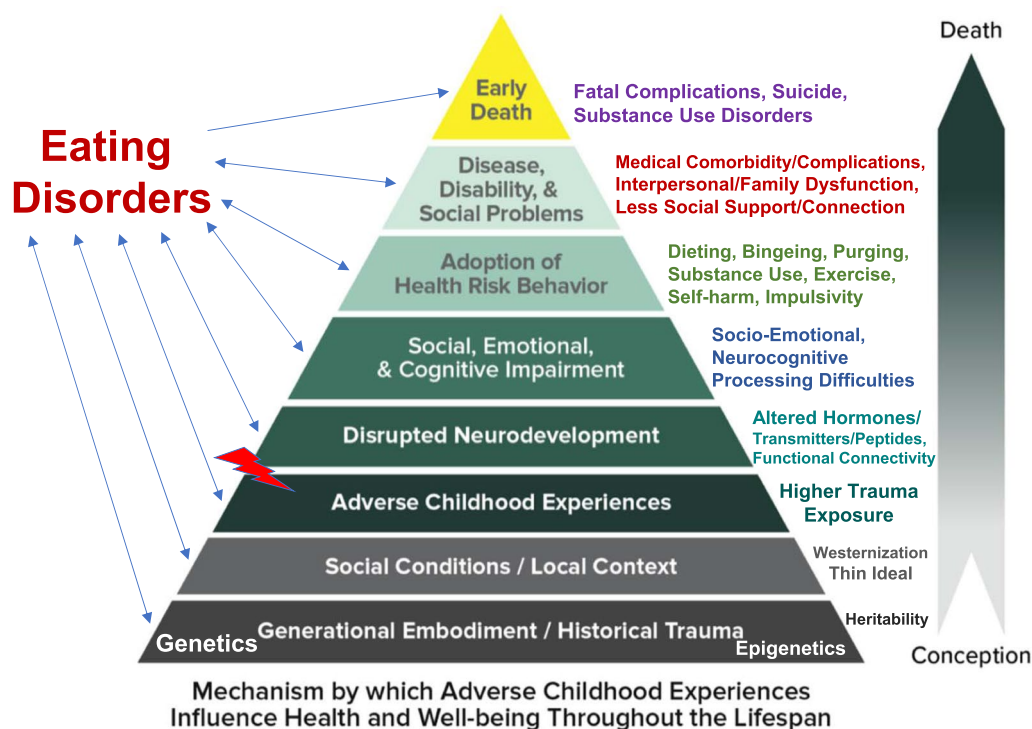 Death
Early
Death
Fatal Complications, Suicide,
Substance Use Disorders
Eating
Disorders
Disease,
Disability, &
Social Problems
Medical Comorbidity/Complications,
Interpersonal/Family Dysfunction,
Less Social Support/Connection
Adoption of
Health Risk Behavior
Dieting, Bingeing, Purging,
Substance Use, Exercise,
Self-harm, Impulsivity
Social, Emotional,
& Cognitive Impairment
Socio-Emotional,
Neurocognitive
Processing Difficulties
Disrupted Neurodevelopment
Altered Hormones/
Transmitters/Peptides,
Functional Connectivity
Adverse Childhood Experiences
Higher Trauma
Exposure
Social Conditions / Local Context
Westernization
Thin Ideal
Genetics
Generational Embodiment / Historical Trauma
Epigenetics
Heritability
Conception
Mechanism by which Adverse Childhood Experiences
Influence Health and Well-being Throughout the Lifespan